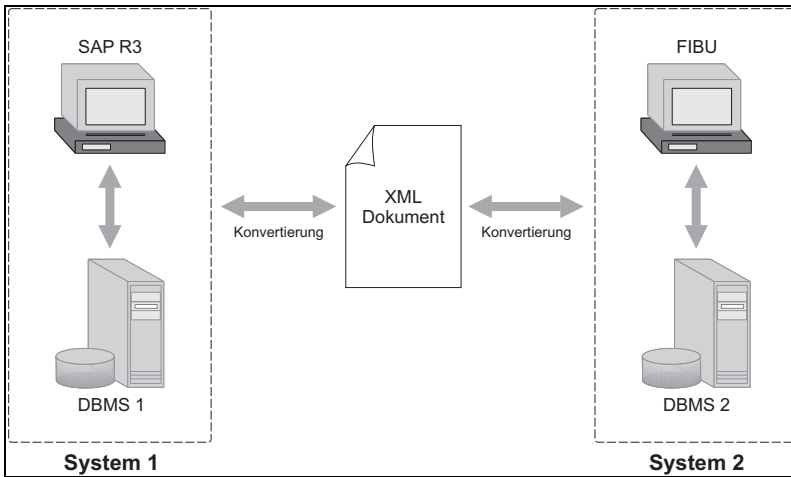 SAP R3
FIBU
XML
Dokument
Konvertierung
Konvertierung
DBMS 1
DBMS 2
System 1
System 2